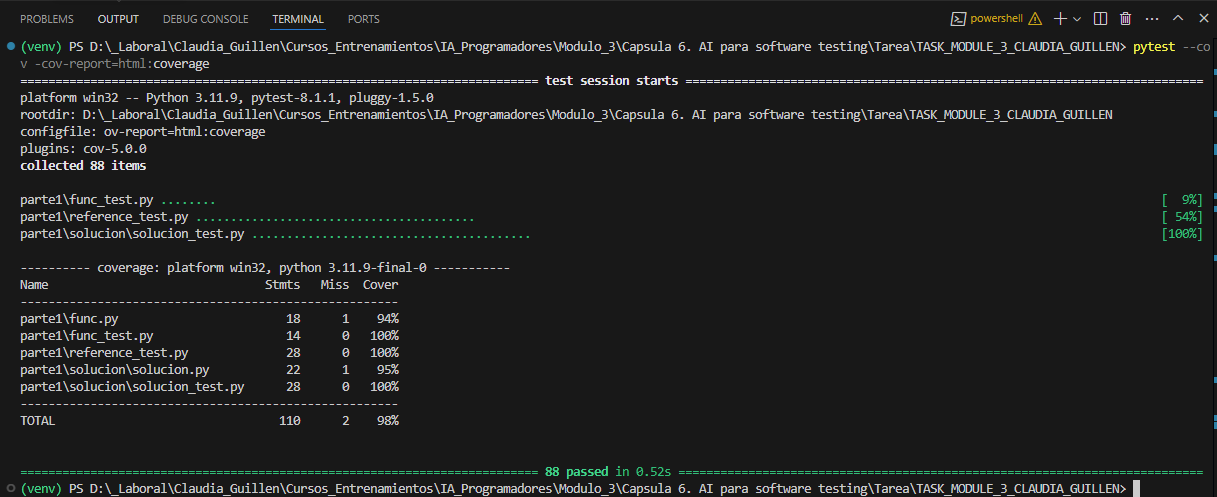 PROBLEMS OUTPUT DEBUG CONSOLE TERMINAL PORTS powershell
(venv) PS D:\_Laboral\Claudia_Guillen\Cursos_Entrenamientos\IA_Programadores\Modulo_3\Capsula 6. AI para software testing\Tarea\TASK_MODULE_3_CLAUDIA_GUILLEN> pytest --co
v -cov-report=html:coverage
========================================================================== test session starts ==========================================================================
platform win32 -- Python 3.11.9, pytest-8.1.1, pluggy-1.5.0
rootdir: D:\_Laboral\Claudia_Guillen\Cursos_Entrenamientos\IA_Programadores\Modulo_3\Capsula 6. AI para software testing\Tarea\TASK_MODULE_3_CLAUDIA_GUILLEN
configfile: ov-report=html:coverage
plugins: cov-5.0.0
collected 88 items
parte1\func_test.py ........ [  9%]
parte1\reference_test.py ........................................ [ 54%]
parte1\solucion\solucion_test.py ........................................ [100%]
---------- coverage: platform win32, python 3.11.9-final-0 -----------
Name                               Stmts   Miss  Cover
------------------------------------------------------
parte1\func.py                        18      1    94%
parte1\func_test.py                   14      0   100%
parte1\reference_test.py              28      0   100%
parte1\solucion\solucion.py           22      1    95%
parte1\solucion\solucion_test.py      28      0   100%
------------------------------------------------------
TOTAL                                110      2    98%
========================================================================== 88 passed in 0.52s ===========================================================================
(venv) PS D:\_Laboral\Claudia_Guillen\Cursos_Entrenamientos\IA_Programadores\Modulo_3\Capsula 6. AI para software testing\Tarea\TASK_MODULE_3_CLAUDIA_GUILLEN>